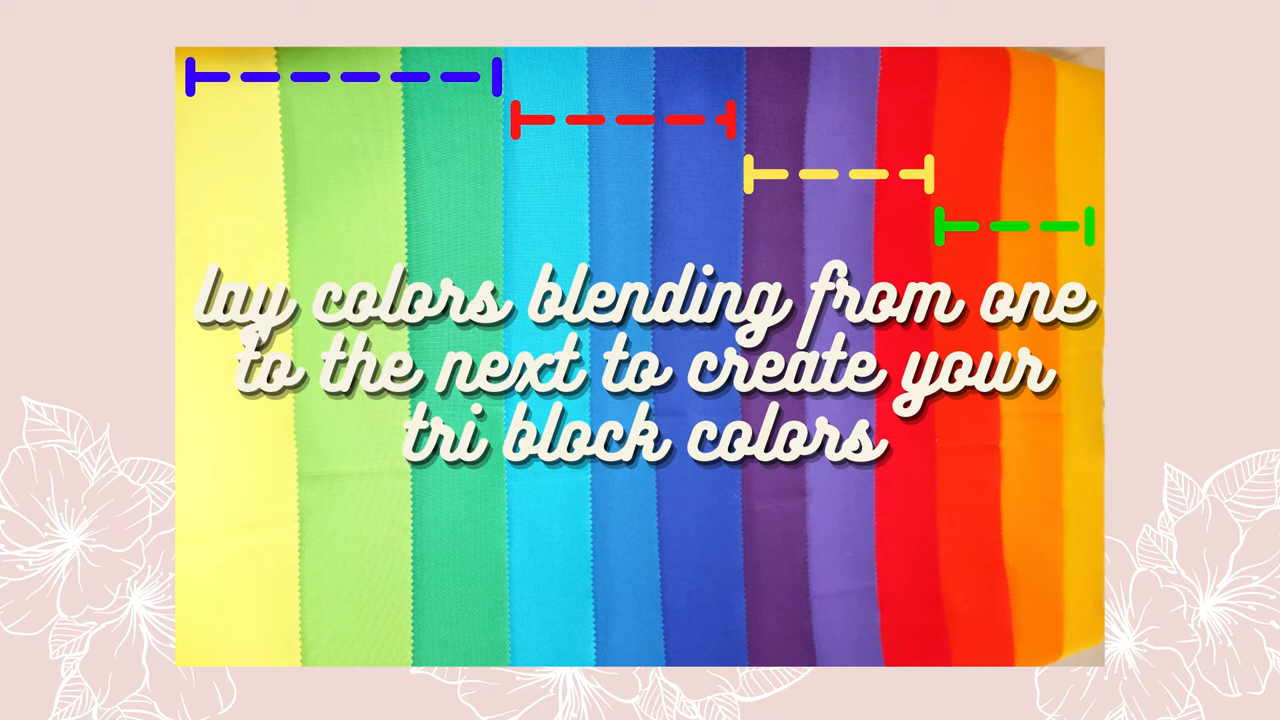 lay colors blending from one
to the next to create your
tri block colors